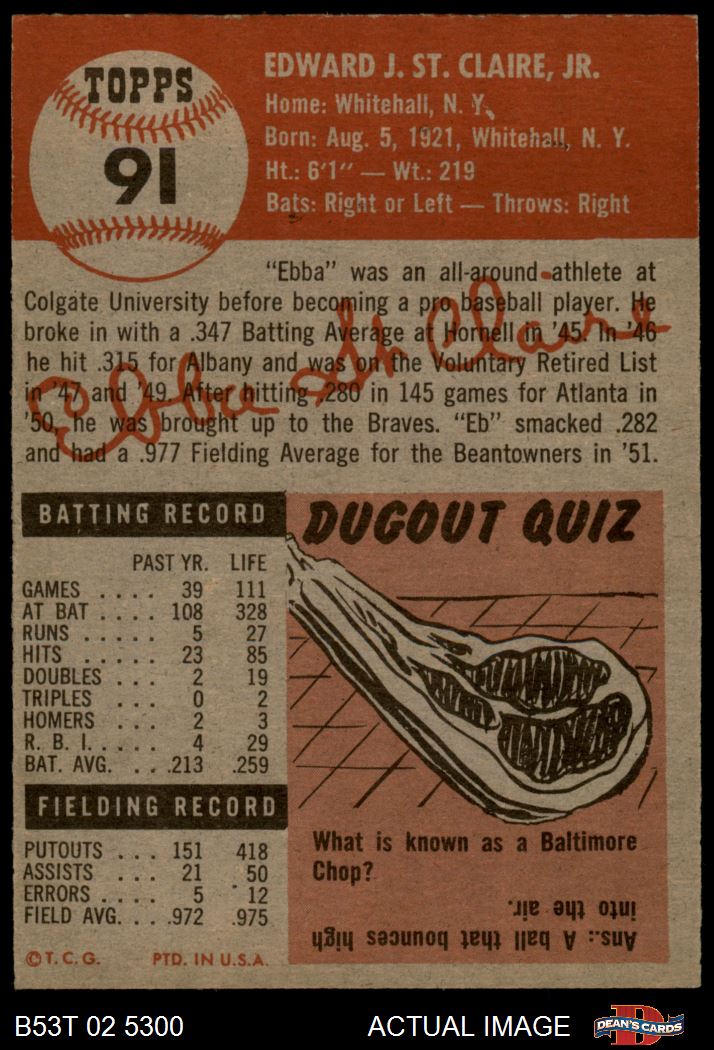 TOPPS
91
EDWARD J. ST. CLAIRE, JR.
Home: Whitehall, N. Y.
Born: Aug. 5, 1921, Whitehall, N. Y.
Ht.: 6'1" — Wt.: 219
Bats: Right or Left — Throws: Right
"Ebba" was an all-around athlete at
Colgate University before becoming a pro baseball player. He
broke in with a .347 Batting Average at Hornell in '45. In '46
he hit .315 for Albany and was on the Voluntary Retired List
in '47 and '49. After hitting .280 in 145 games for Atlanta in
'50, he was brought up to the Braves. "Eb" smacked .282
and had a .977 Fielding Average for the Beantowners in '51.
Ebba St. Claire
BATTING RECORD
PAST YR. LIFE
GAMES . . . . 39 111
AT BAT . . . . 108 328
RUNS . . . . . 5 27
HITS . . . . . 23 85
DOUBLES . . . 2 19
TRIPLES . . . 0 2
HOMERS . . . 2 3
R. B. I. . . . . . 4 29
BAT. AVG. . . .213 .259
FIELDING RECORD
PUTOUTS . . . 151 418
ASSISTS . . . 21 50
ERRORS . . . . 5 12
FIELD AVG. . . .972 .975
© T. C. G. PTD. IN U.S.A.
DUGOUT QUIZ
What is known as a Baltimore
Chop?
Ans.: A ball that bounces high
into the air.
B53T 02 5300
ACTUAL IMAGE
D
DEAN'S CARDS